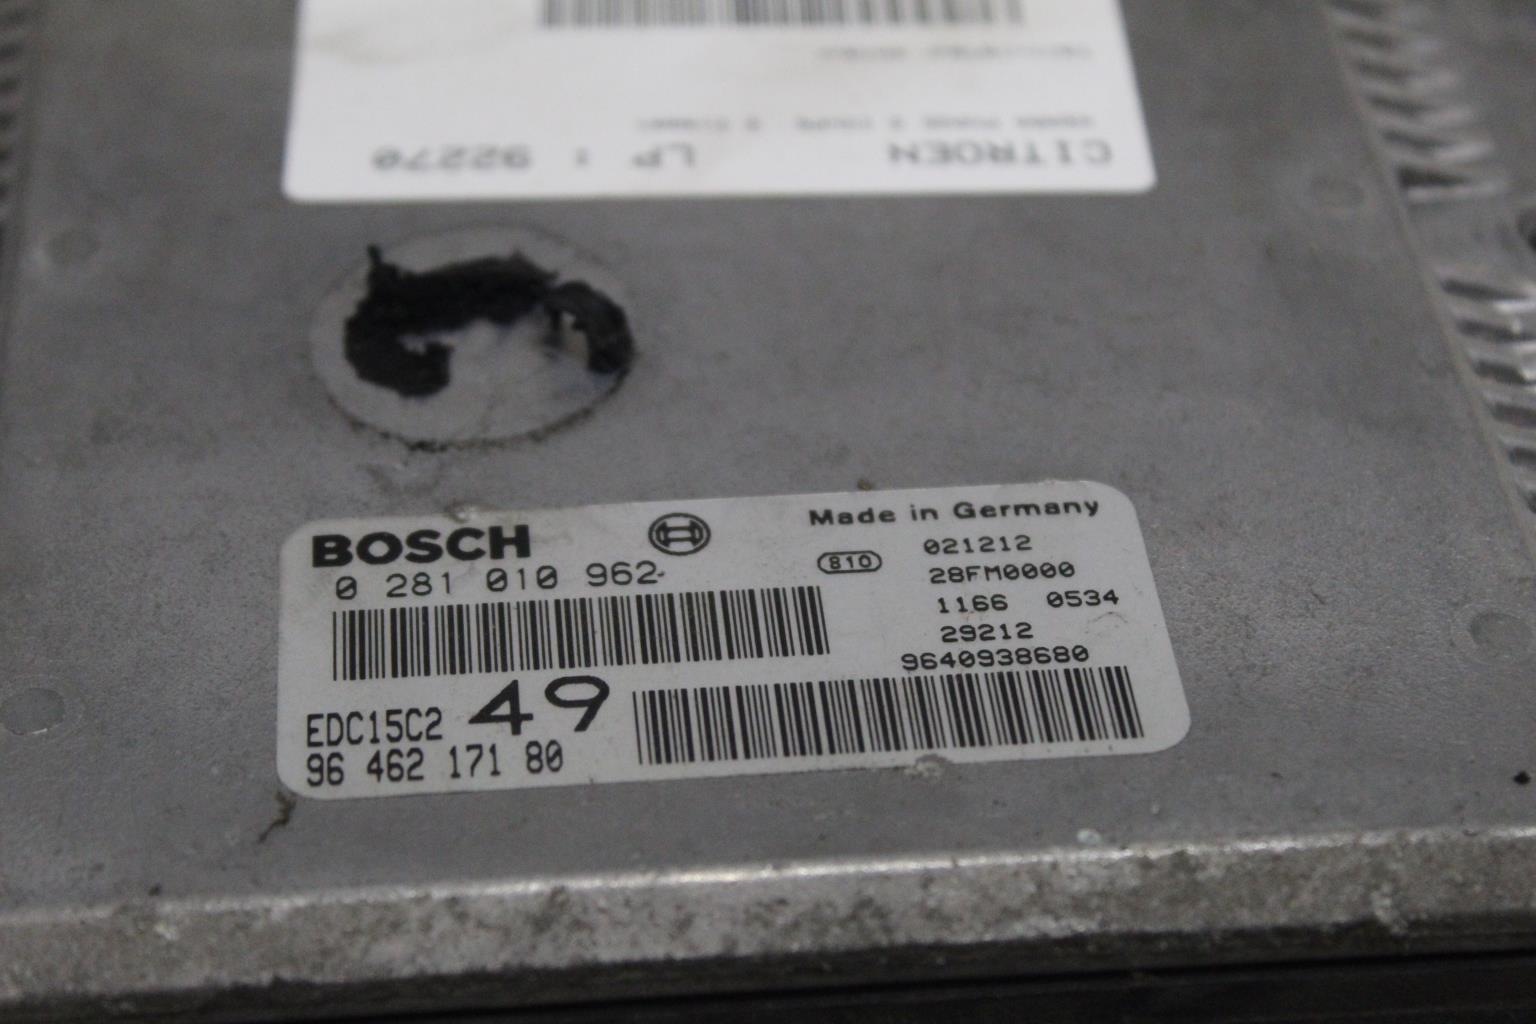 CITROEN LP : 92270
BOSCH
0 281 010 962
EDC15C2 49
96 462 171 80
Made in Germany
810 021212
28FM0000
1166 0534
29212
9640938680